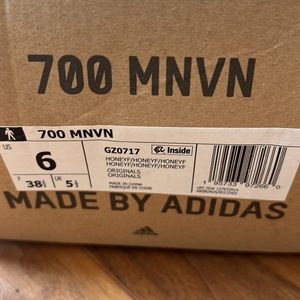 700 MNVN
700 MNVN
US
6
GZ0717
Inside
HONEYF/HONEYF/HONEYF
HONEYF/HONEYF/HONEYF
ORIGINALS
ORIGINALS
F
38⅔
UK
5½
MADE IN CHINA
FABRIQUÉ EN CHINE
MADE BY ADIDAS